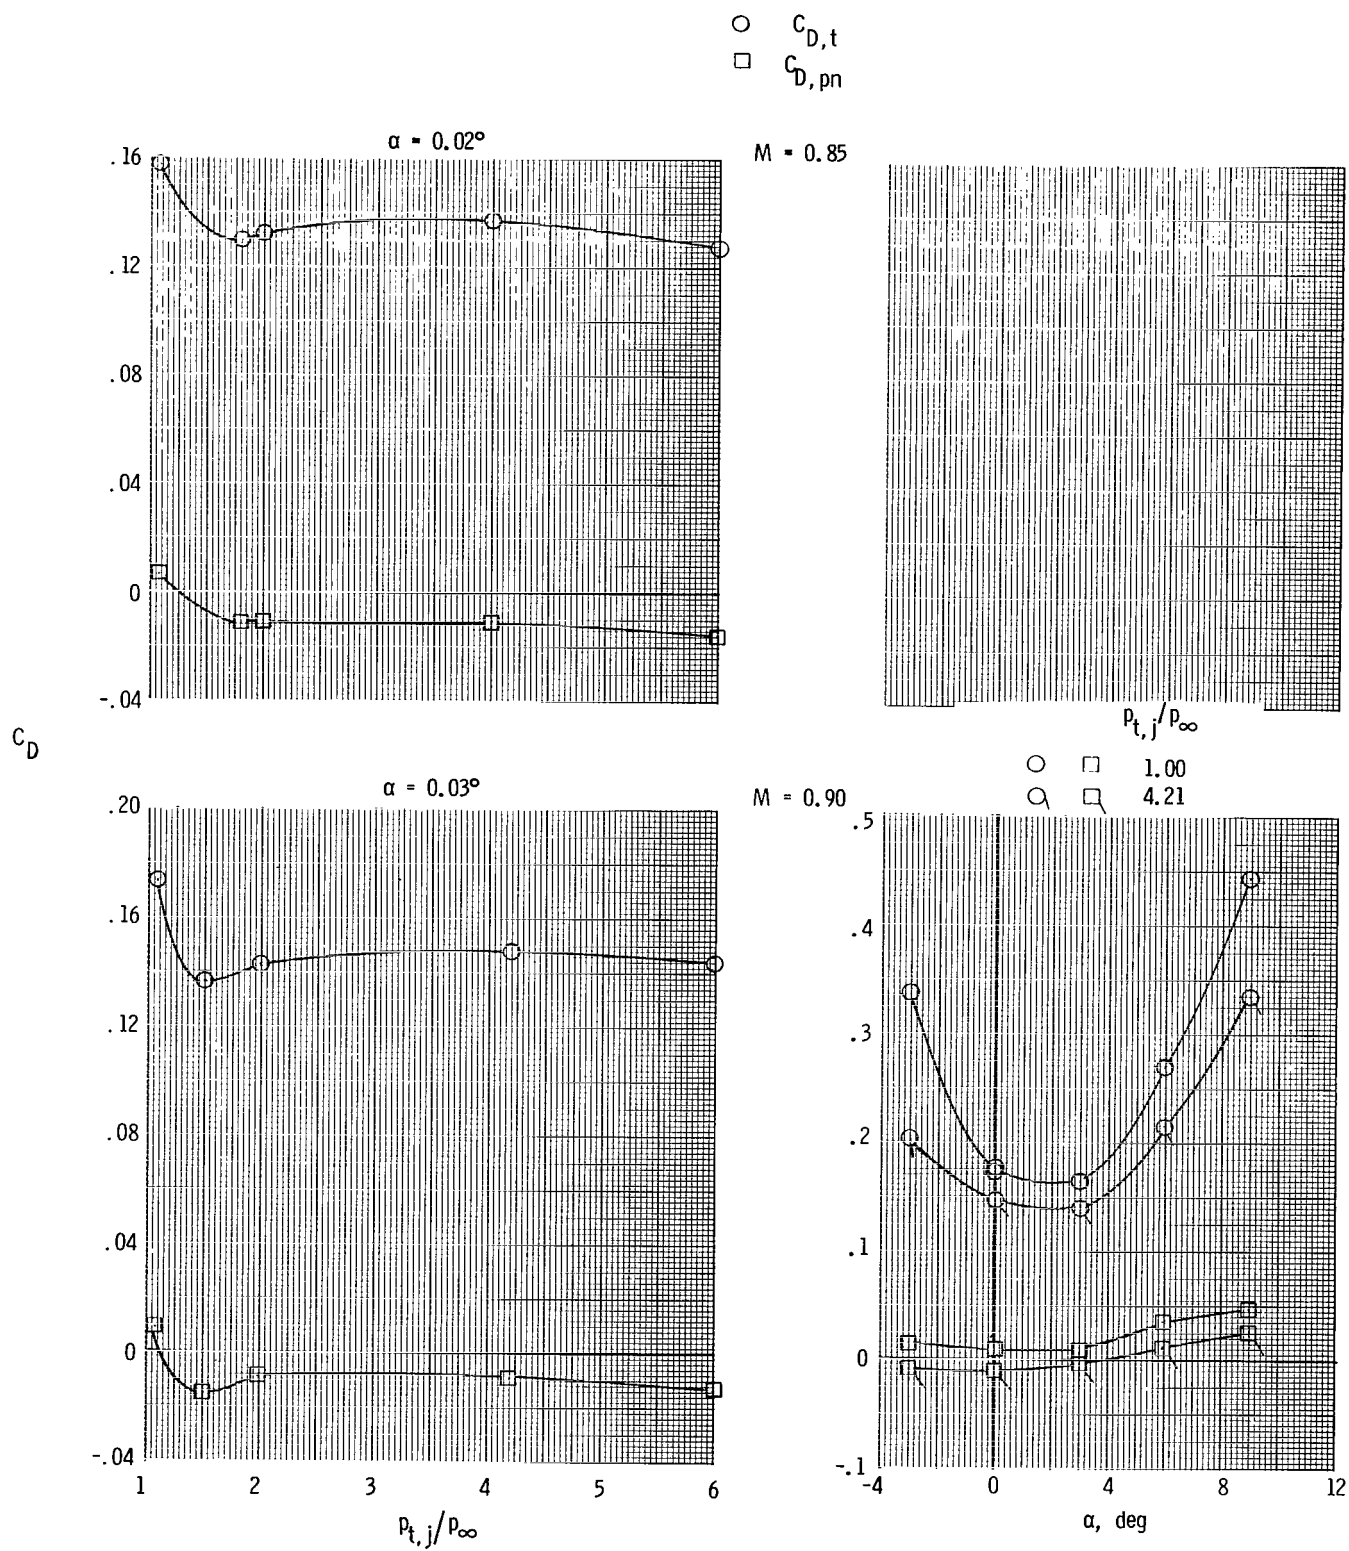 C_D,t
C_D,pn
α = 0.02°
M = 0.85
.16
.12
.08
.04
0
-.04
p_t,j/p_∞
1.00
4.21
C_D
α = 0.03°
M = 0.90
.20
.16
.12
.08
.04
0
-.04
1 2 3 4 5 6
p_t,j/p_∞
.5
.4
.3
.2
.1
0
-.1
-4 0 4 8 12
α, deg